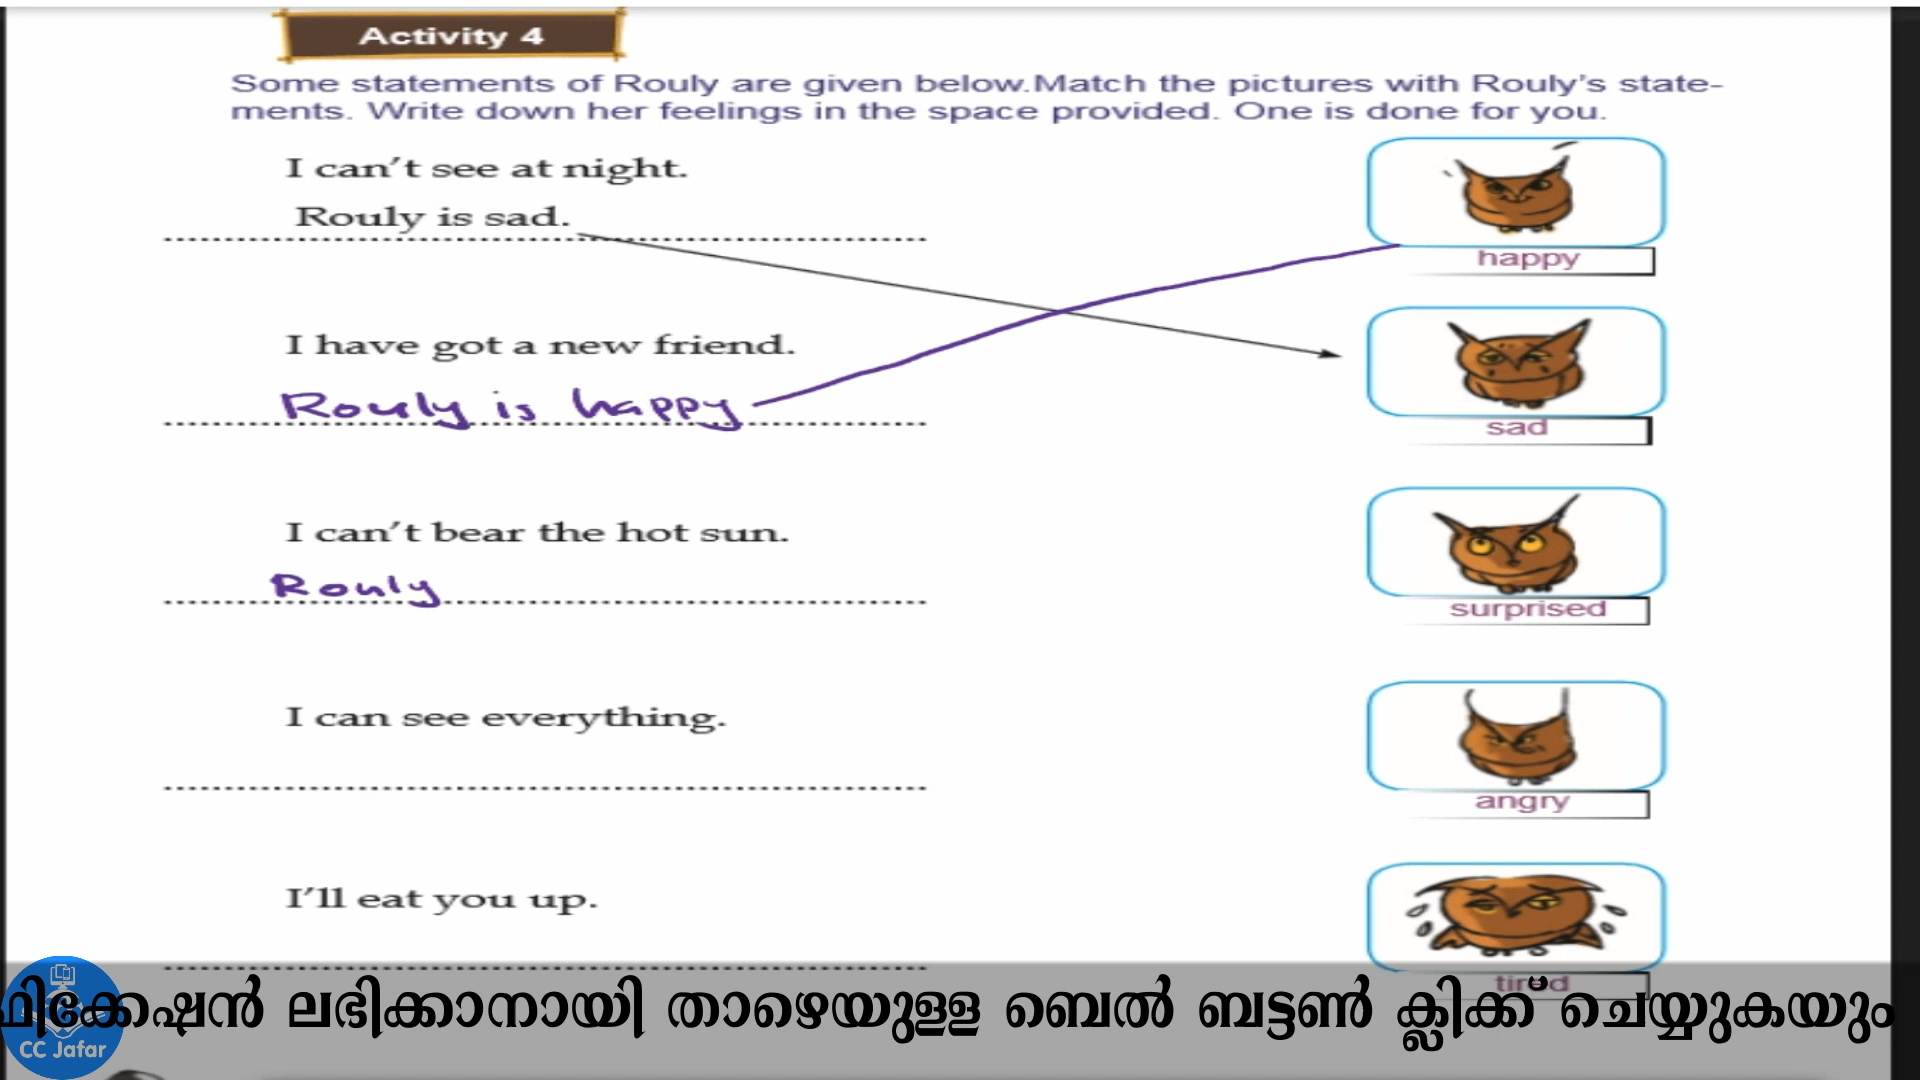 Activity 4
Some statements of Rouly are given below.Match the pictures with Rouly's state-
ments. Write down her feelings in the space provided. One is done for you.
I can't see at night.
Rouly is sad.
happy
I have got a new friend.
Rouly is happy
sad
I can't bear the hot sun.
Rouly
surprised
I can see everything.
angry
I'll eat you up.
tired
ലഭിക്കാനായി താഴെയുള്ള ബെൽ ബട്ടൺ ക്ലിക്ക് ചെയ്യുകയും
CC Jafar